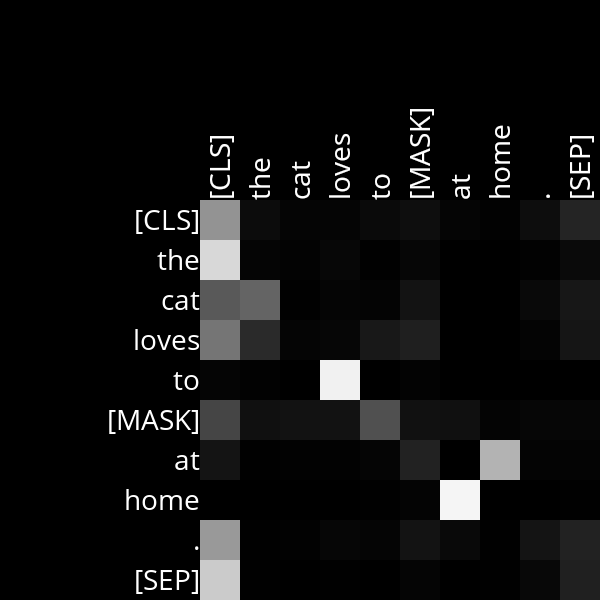 [CLS] the cat loves to [MASK] at home . [SEP]
[CLS]
the
cat
loves
to
[MASK]
at
home
.
[SEP]